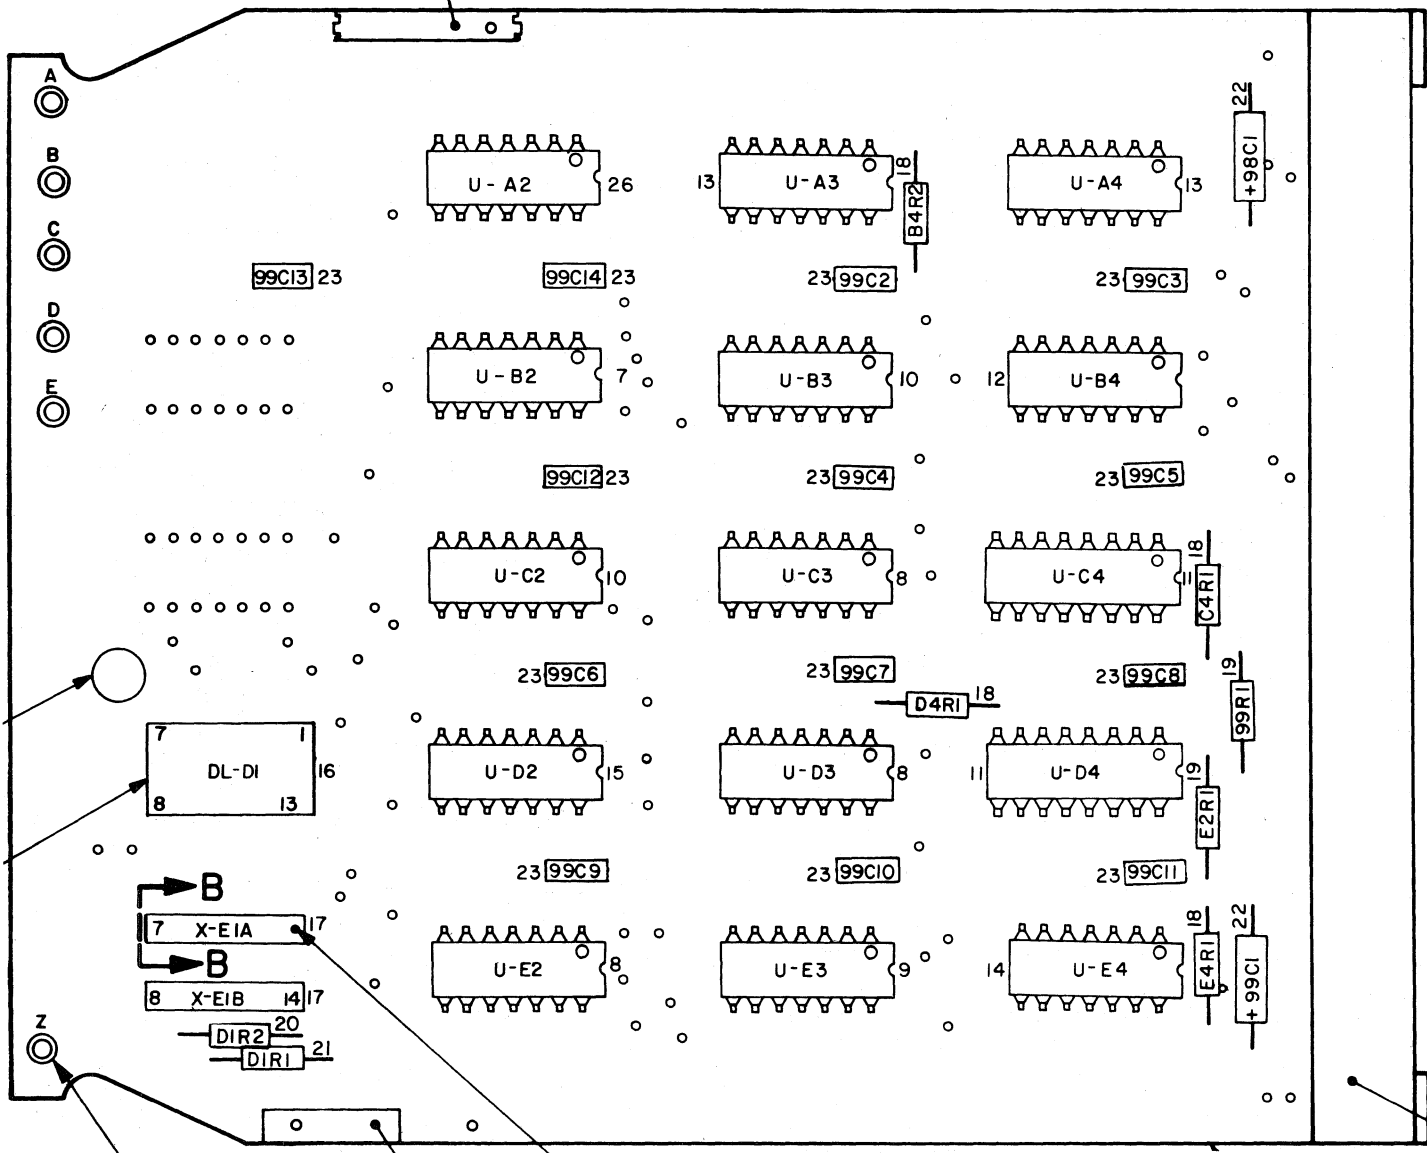 A
22
+98C1
B
U-A2 26
13 U-A3 18
B4R2
U-A4 13
C
99C13 23
99C14 23
23 99C2
23 99C3
D
E
U-B2 7
U-B3 10
12 U-B4
99C12 23
23 99C4
23 99C5
U-C2 10
U-C3 8
U-C4 11
18
C4R1
23 99C6
23 99C7
23 99C8
D4R1 18
19
99R1
7 1
DL-D1 16
8 13
U-D2 15
U-D3 8
11 U-D4
19
E2R1
23 99C9
23 99C10
23 99C11
B
7 X-E1A 17
B
8 X-E1B 14 17
U-E2 8
U-E3 9
14 U-E4
18
E4R1
22
+99C1
Z
D1R2 20
D1R1 21